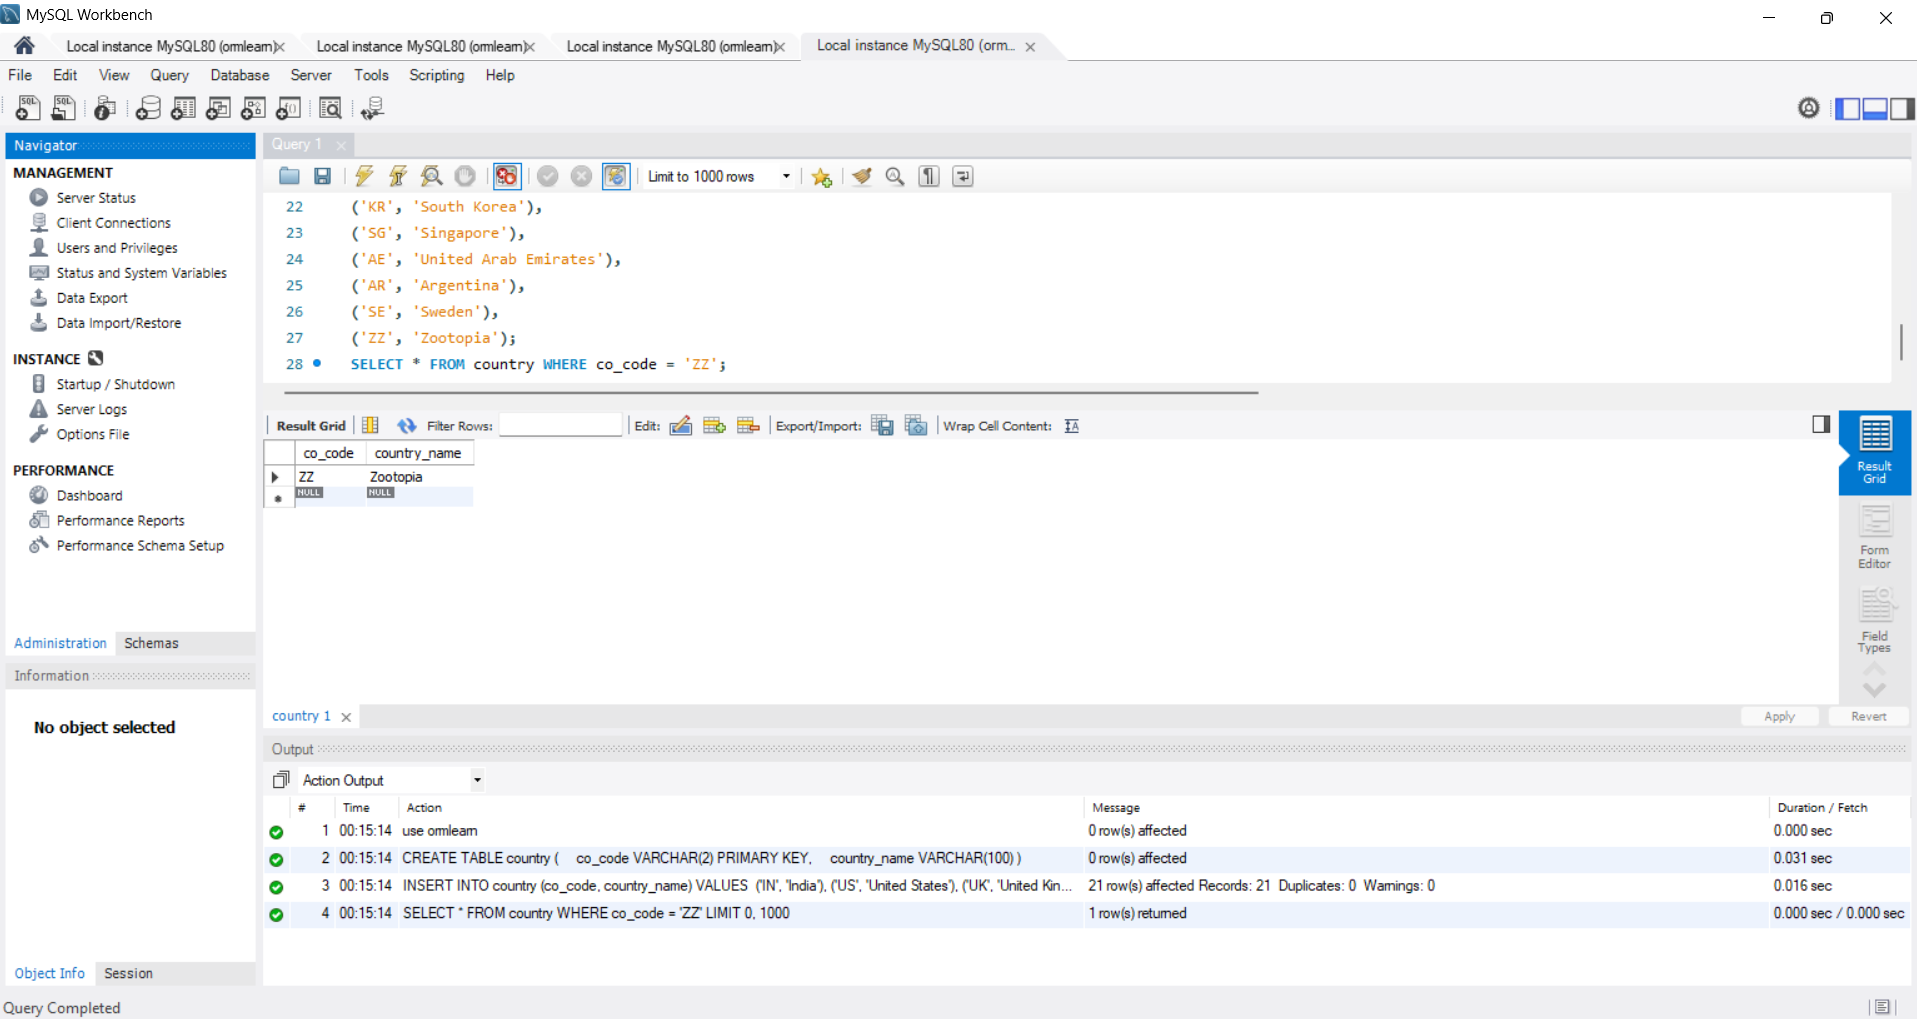 MySQL Workbench
Local instance MySQL80 (ormlearn)
Local instance MySQL80 (ormlearn)
Local instance MySQL80 (ormlearn)
Local instance MySQL80 (orm...
File Edit View Query Database Server Tools Scripting Help
Navigator
MANAGEMENT
Server Status
Client Connections
Users and Privileges
Status and System Variables
Data Export
Data Import/Restore
INSTANCE
Startup / Shutdown
Server Logs
Options File
PERFORMANCE
Dashboard
Performance Reports
Performance Schema Setup
Administration Schemas
Information
No object selected
Object Info Session
Query 1
Limit to 1000 rows
22 ('KR', 'South Korea'),
23 ('SG', 'Singapore'),
24 ('AE', 'United Arab Emirates'),
25 ('AR', 'Argentina'),
26 ('SE', 'Sweden'),
27 ('ZZ', 'Zootopia');
28 SELECT * FROM country WHERE co_code = 'ZZ';
Result Grid Filter Rows: Edit: Export/Import: Wrap Cell Content:
co_code country_name
ZZ Zootopia
NULL NULL
Result
Grid
Form
Editor
Field
Types
country 1
Apply Revert
Output
Action Output
# Time Action Message Duration / Fetch
1 00:15:14 use ormlearn 0 row(s) affected 0.000 sec
2 00:15:14 CREATE TABLE country ( co_code VARCHAR(2) PRIMARY KEY, country_name VARCHAR(100) ) 0 row(s) affected 0.031 sec
3 00:15:14 INSERT INTO country (co_code, country_name) VALUES ('IN', 'India'), ('US', 'United States'), ('UK', 'United Kin... 21 row(s) affected Records: 21 Duplicates: 0 Warnings: 0 0.016 sec
4 00:15:14 SELECT * FROM country WHERE co_code = 'ZZ' LIMIT 0, 1000 1 row(s) returned 0.000 sec / 0.000 sec
Query Completed